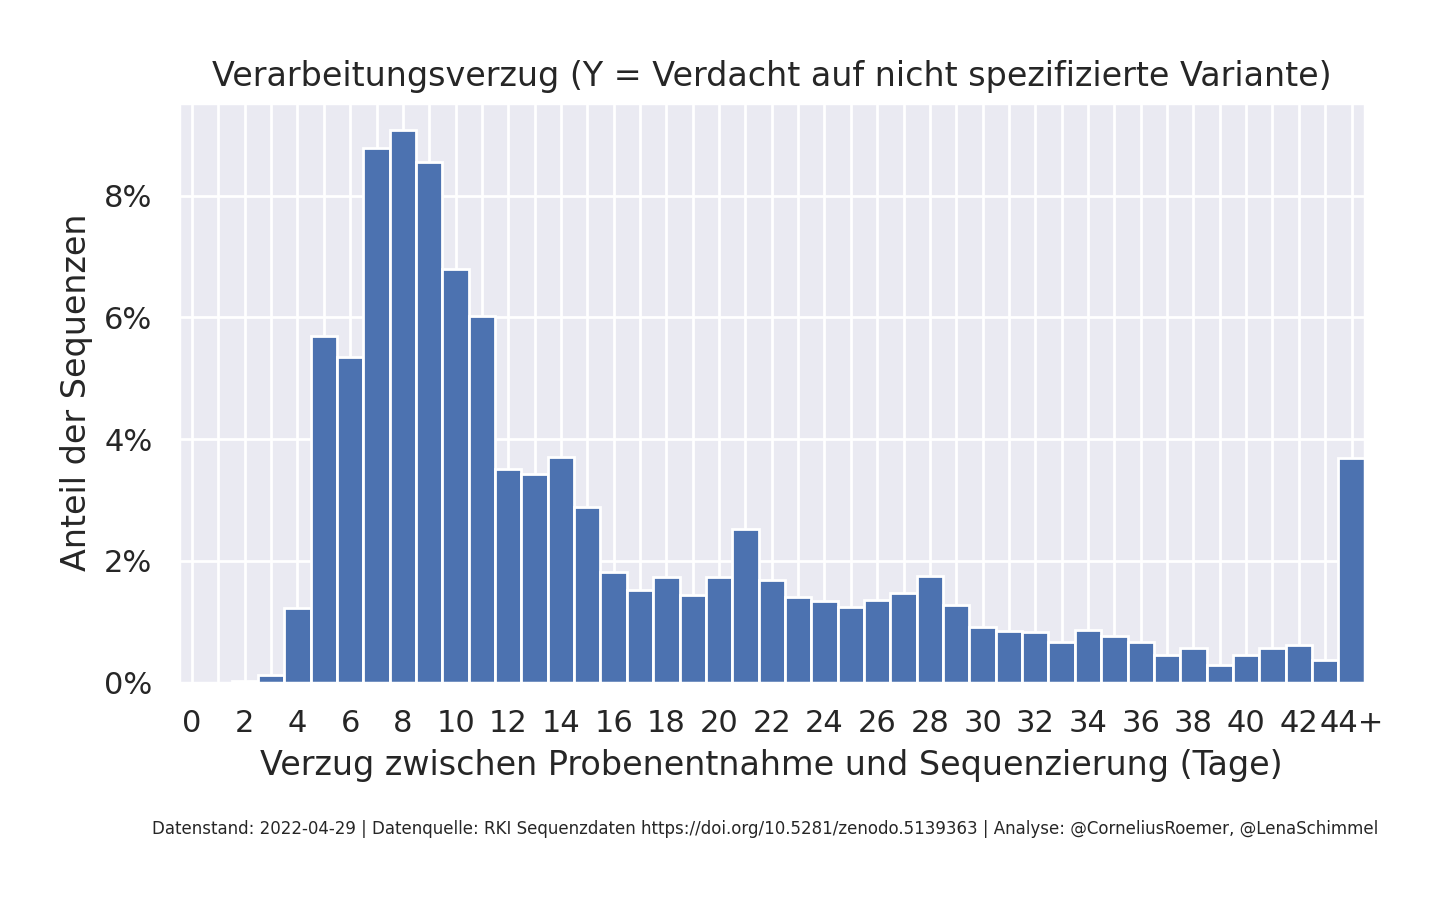 Verarbeitungsverzug (Y = Verdacht auf nicht spezifizierte Variante)
Anteil der Sequenzen
8%
6%
4%
2%
0%
0 2 4 6 8 10 12 14 16 18 20 22 24 26 28 30 32 34 36 38 40 42 44+
Verzug zwischen Probenentnahme und Sequenzierung (Tage)
Datenstand: 2022-04-29 | Datenquelle: RKI Sequenzdaten https://doi.org/10.5281/zenodo.5139363 | Analyse: @CorneliusRoemer, @LenaSchimmel